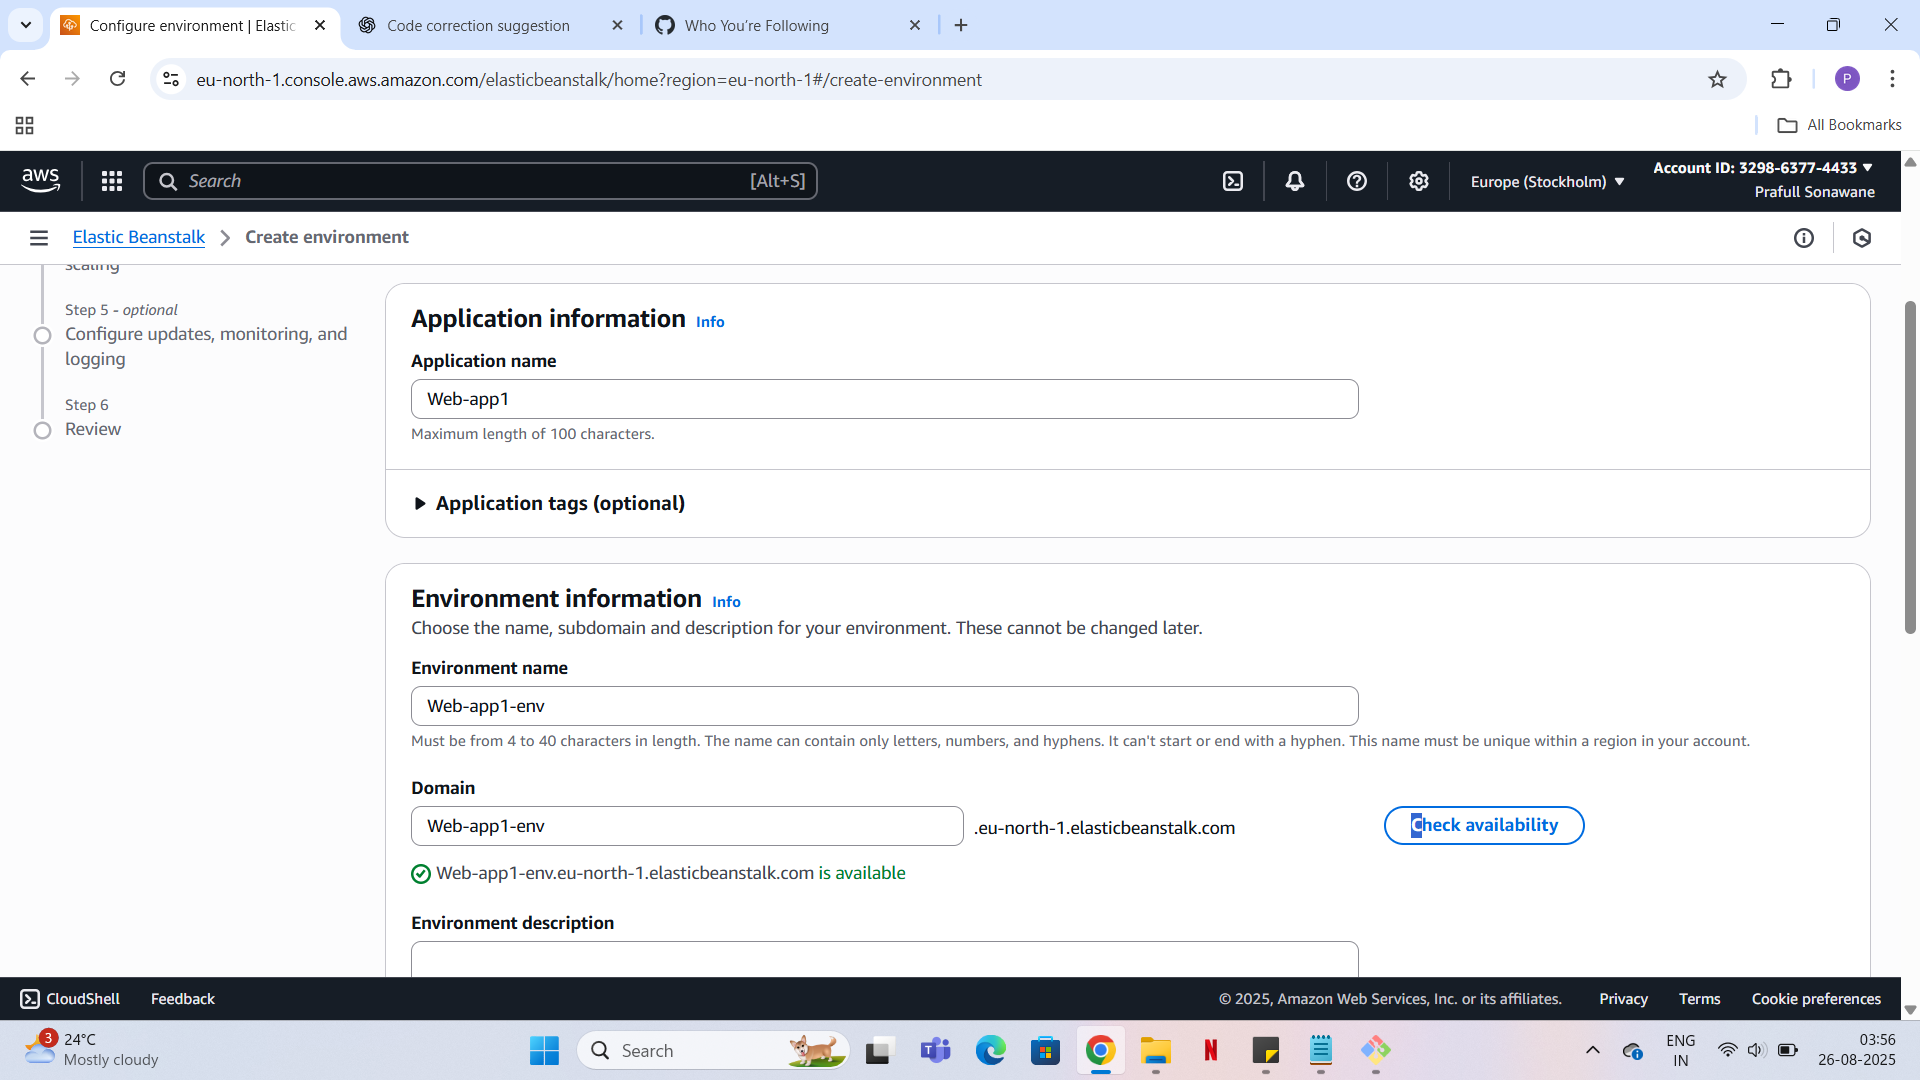 Configure environment | Elastic
Code correction suggestion
Who You're Following
eu-north-1.console.aws.amazon.com/elasticbeanstalk/home?region=eu-north-1#/create-environment
P
All Bookmarks
aws
Search
[Alt+S]
Europe (Stockholm)
Account ID: 3298-6377-4433
Prafull Sonawane
Elastic Beanstalk
Create environment
scaling
Step 5 - optional
Configure updates, monitoring, and
logging
Step 6
Review
Application information Info
Application name
Web-app1
Maximum length of 100 characters.
Application tags (optional)
Environment information Info
Choose the name, subdomain and description for your environment. These cannot be changed later.
Environment name
Web-app1-env
Must be from 4 to 40 characters in length. The name can contain only letters, numbers, and hyphens. It can't start or end with a hyphen. This name must be unique within a region in your account.
Domain
Web-app1-env
.eu-north-1.elasticbeanstalk.com
Check availability
Web-app1-env.eu-north-1.elasticbeanstalk.com is available
Environment description
CloudShell
Feedback
© 2025, Amazon Web Services, Inc. or its affiliates.
Privacy
Terms
Cookie preferences
3
24°C
Mostly cloudy
Search
N
ENG
IN
03:56
26-08-2025